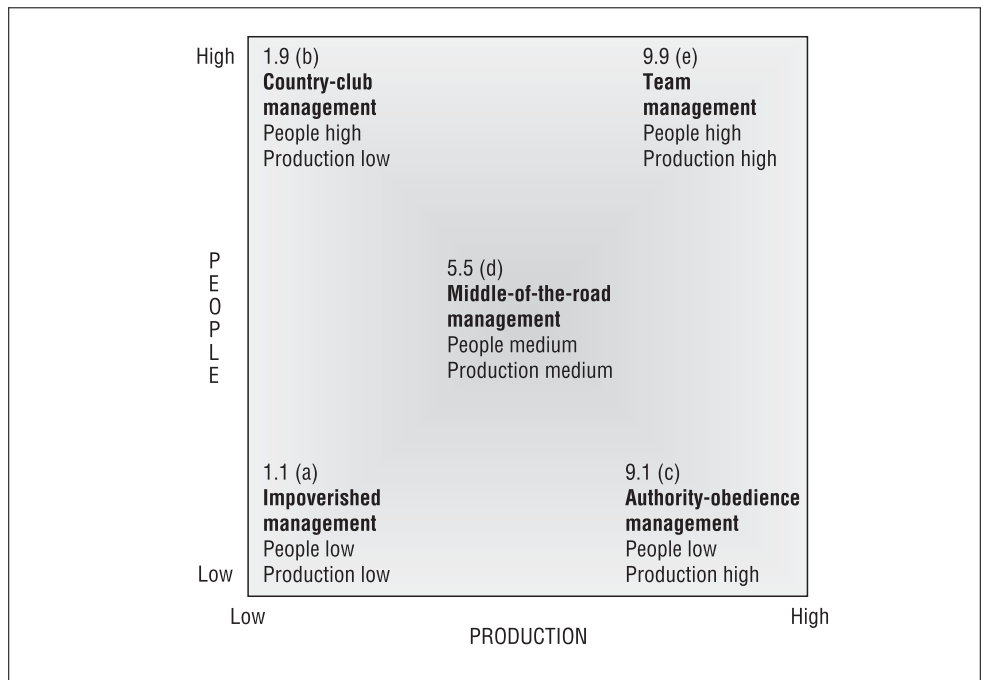 High
1.9 (b)
Country-club
management
People high
Production low
9.9 (e)
Team
management
People high
Production high
PEOPLE
5.5 (d)
Middle-of-the-road
management
People medium
Production medium
1.1 (a)
Impoverished
management
People low
Production low
9.1 (c)
Authority-obedience
management
People low
Production high
Low
Low
High
PRODUCTION